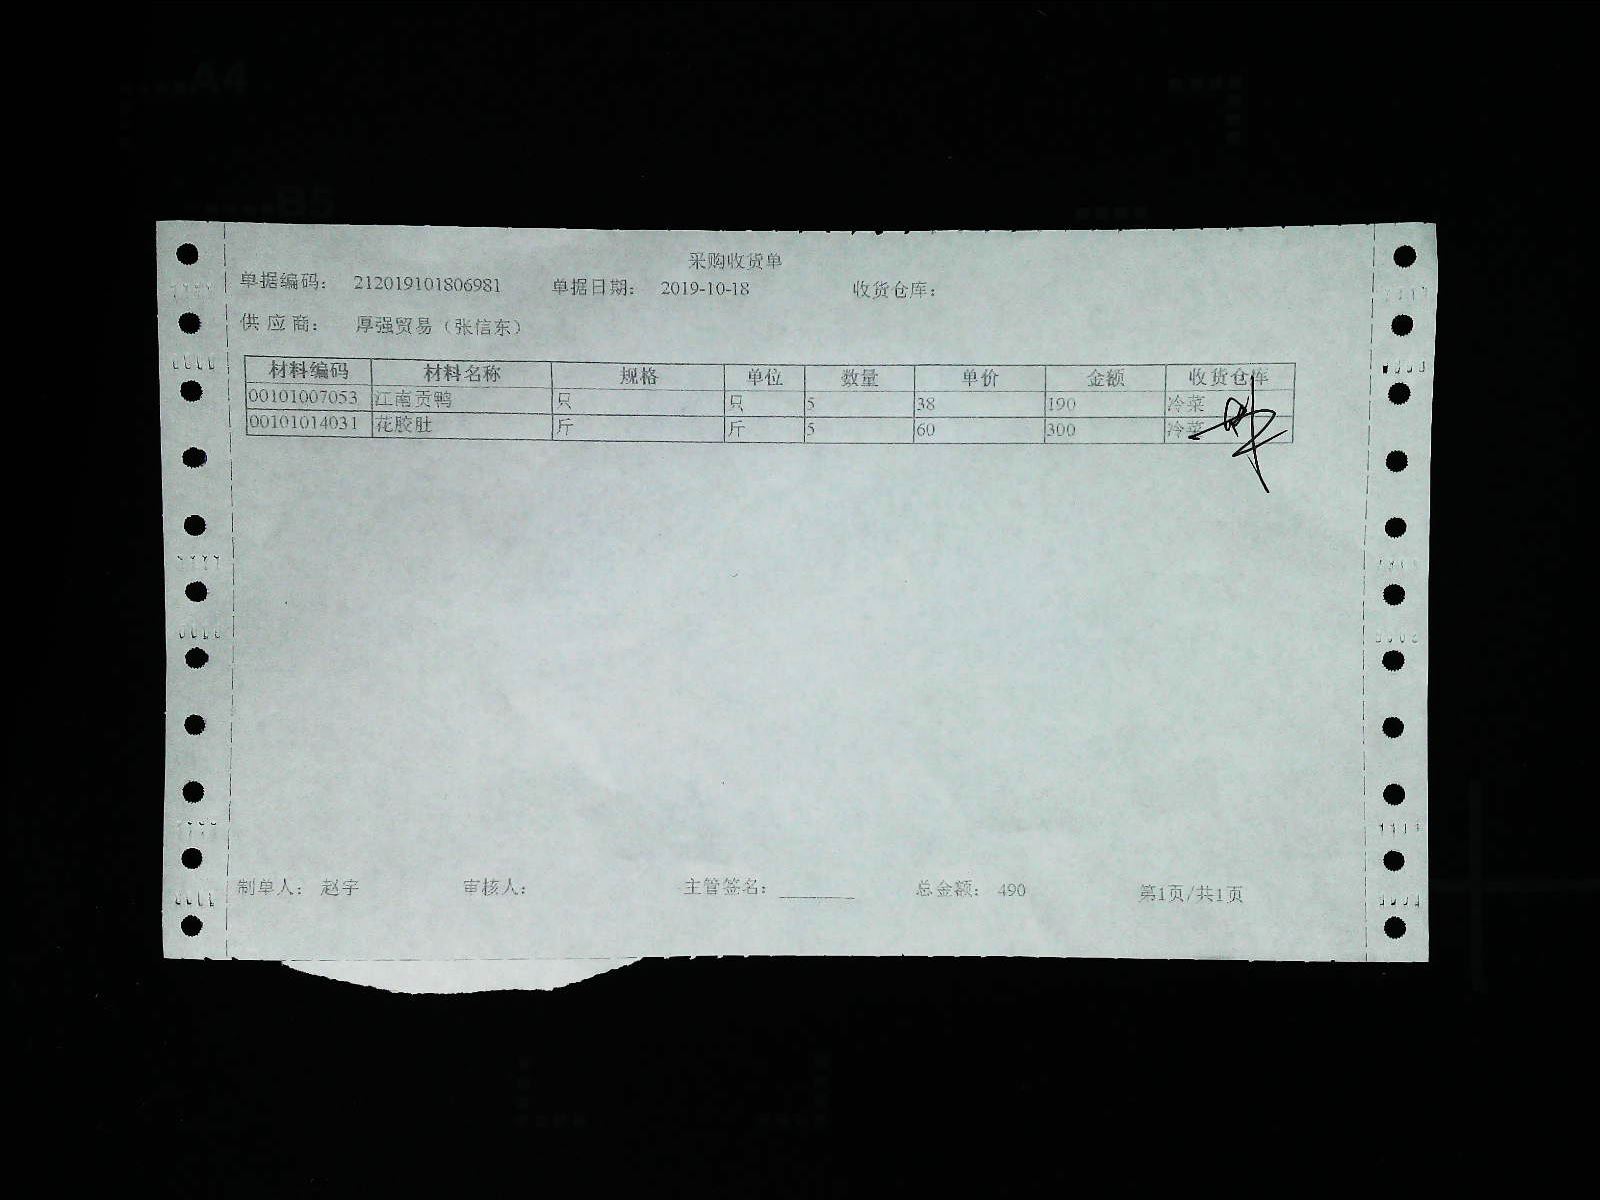 采购收货单
单据编码： 212019101806981 单据日期： 2019-10-18 收货仓库：
供应商： 厚强贸易（张信东）
材料编码 材料名称 规格 单位 数量 单价 金额 收货仓库
00101007053 江南贡鸭 只 只 5 38 190 冷菜
00101014031 花胶肚 斤 斤 5 60 300 冷菜
制单人： 赵宇 审核人： 主管签名： ________ 总金额： 490 第1页/共1页